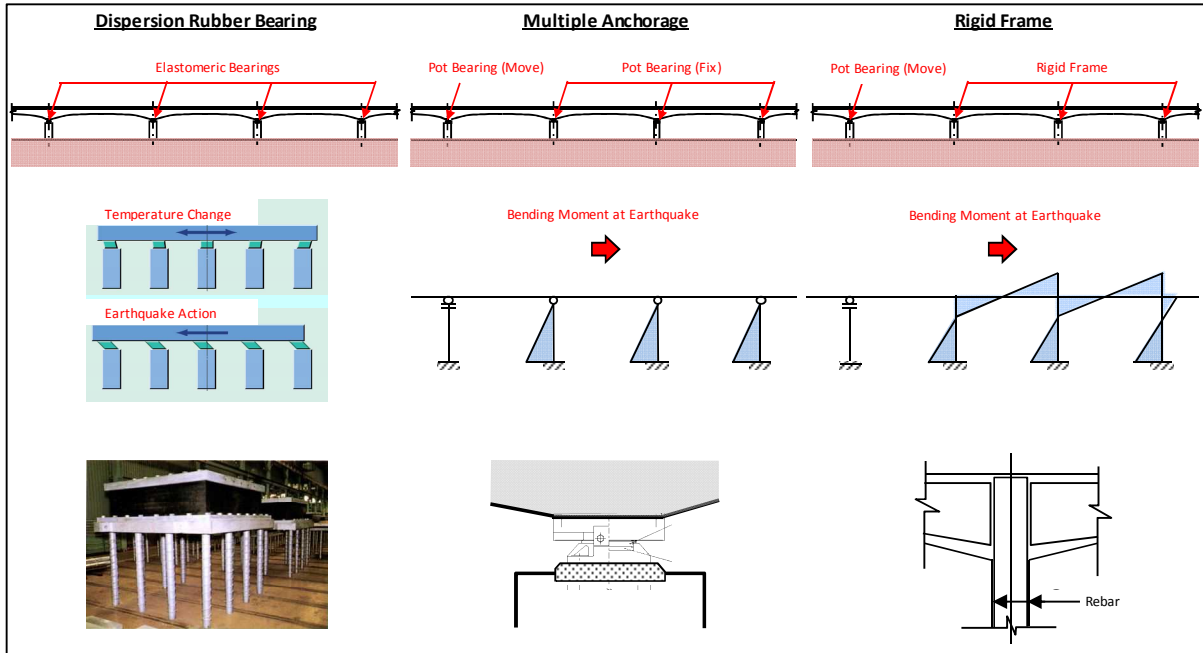 Dispersion Rubber Bearing
Multiple Anchorage
Rigid Frame
Elastomeric Bearings
Pot Bearing (Move)
Pot Bearing (Fix)
Pot Bearing (Move)
Rigid Frame
Temperature Change
Earthquake Action
Bending Moment at Earthquake
Bending Moment at Earthquake
Rebar